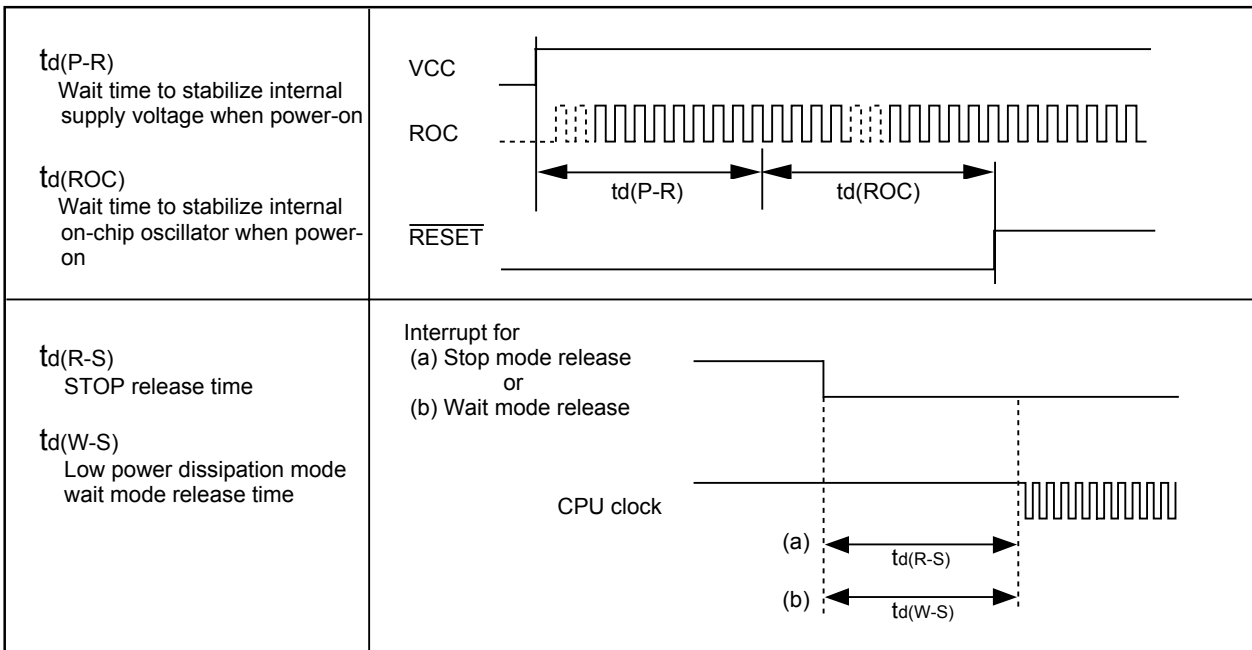 td(P-R)
Wait time to stabilize internal
supply voltage when power-on
td(ROC)
Wait time to stabilize internal
on-chip oscillator when power-
on
VCC
ROC
td(P-R)
td(ROC)
RESET
td(R-S)
STOP release time
td(W-S)
Low power dissipation mode
wait mode release time
Interrupt for
(a) Stop mode release
or
(b) Wait mode release
CPU clock
(a)
td(R-S)
(b)
td(W-S)